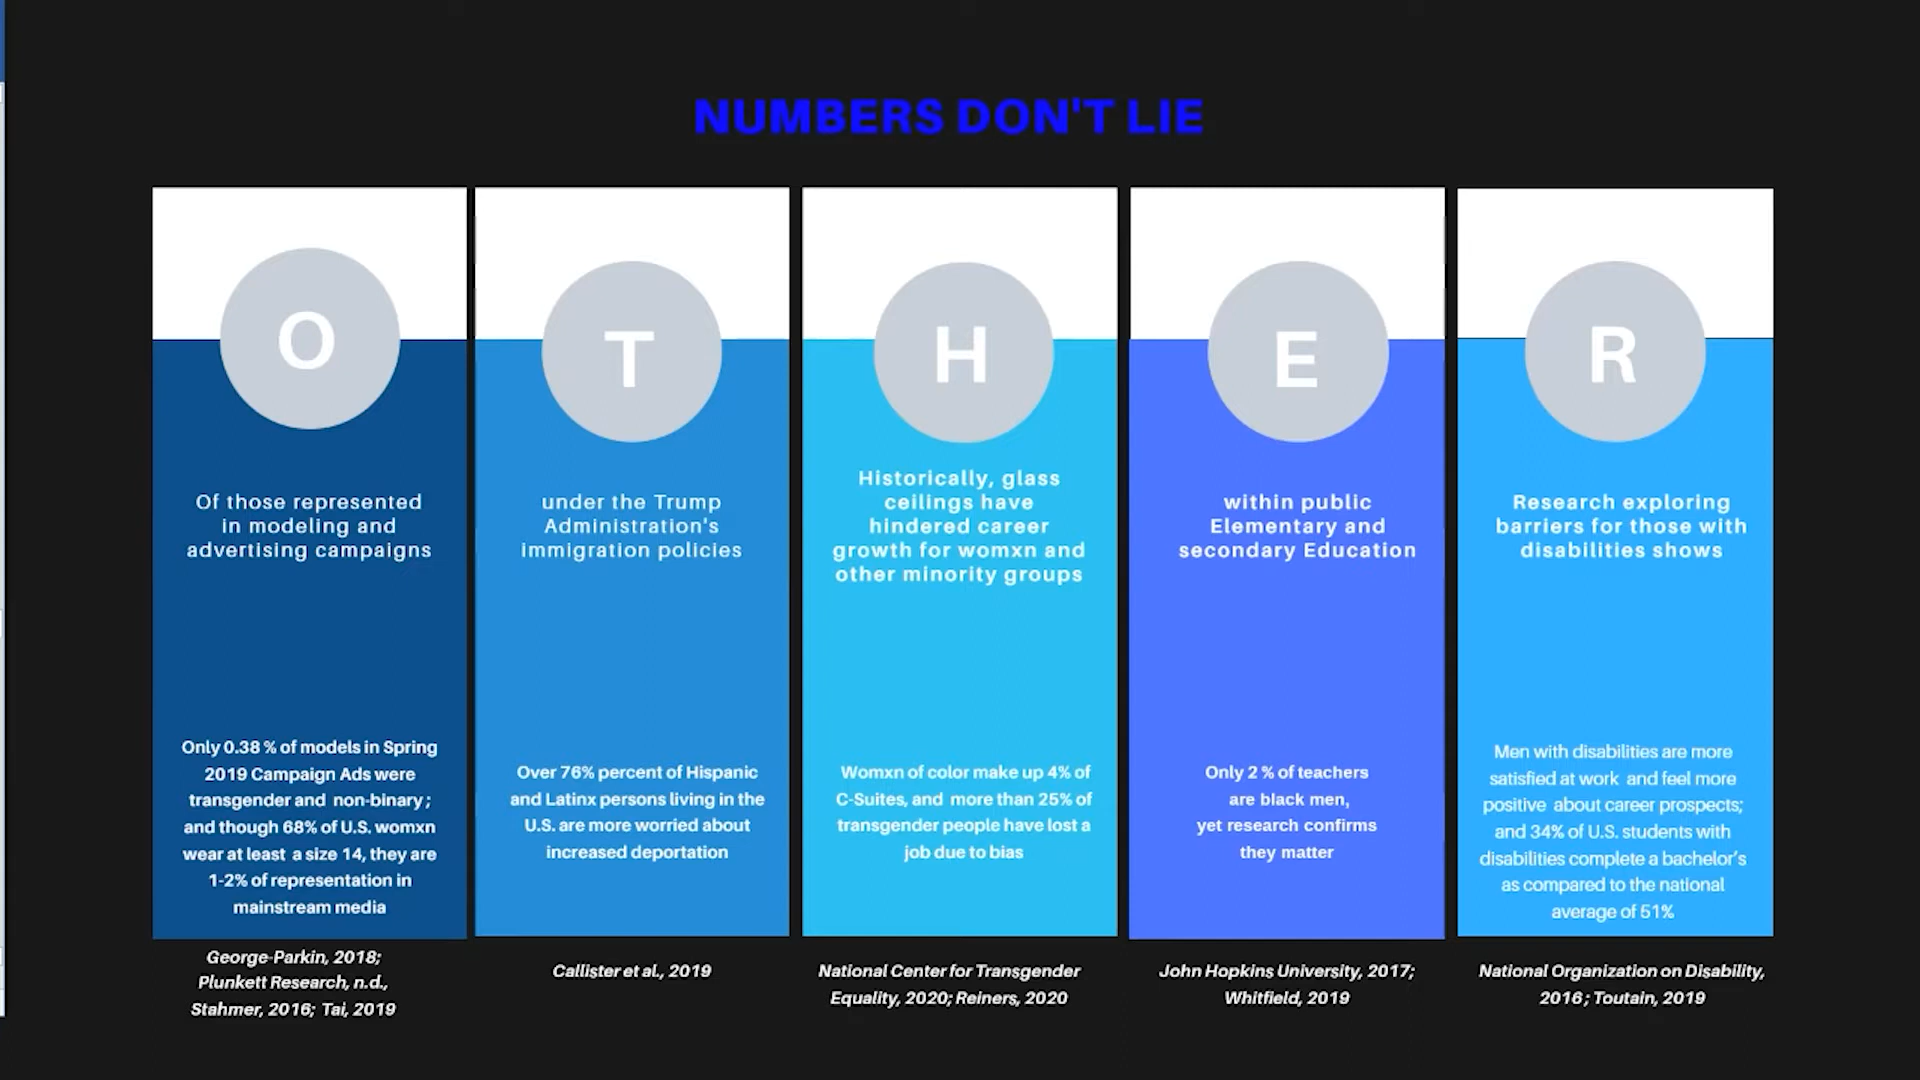 NUMBERS DON'T LIE
O
Of those represented
in modeling and
advertising campaigns
Only 0.38 % of models in Spring
2019 Campaign Ads were
transgender and non-binary ;
and though 68% of U.S. womxn
wear at least a size 14, they are
1-2% of representation in
mainstream media
George-Parkin, 2018;
Plunkett Research, n.d.,
Stahmer, 2016; Tai, 2019
T
under the Trump
Administration's
immigration policies
Over 76% percent of Hispanic
and Latinx persons living in the
U.S. are more worried about
increased deportation
Callister et al., 2019
H
Historically, glass
ceilings have
hindered career
growth for womxn and
other minority groups
Womxn of color make up 4% of
C-Suites, and more than 25% of
transgender people have lost a
job due to bias
National Center for Transgender
Equality, 2020; Reiners, 2020
E
within public
Elementary and
secondary Education
Only 2 % of teachers
are black men,
yet research confirms
they matter
John Hopkins University, 2017;
Whitfield, 2019
R
Research exploring
barriers for those with
disabilities shows
Men with disabilities are more
satisfied at work and feel more
positive about career prospects;
and 34% of U.S. students with
disabilities complete a bachelor's
as compared to the national
average of 51%
National Organization on Disability,
2016 ; Toutain, 2019